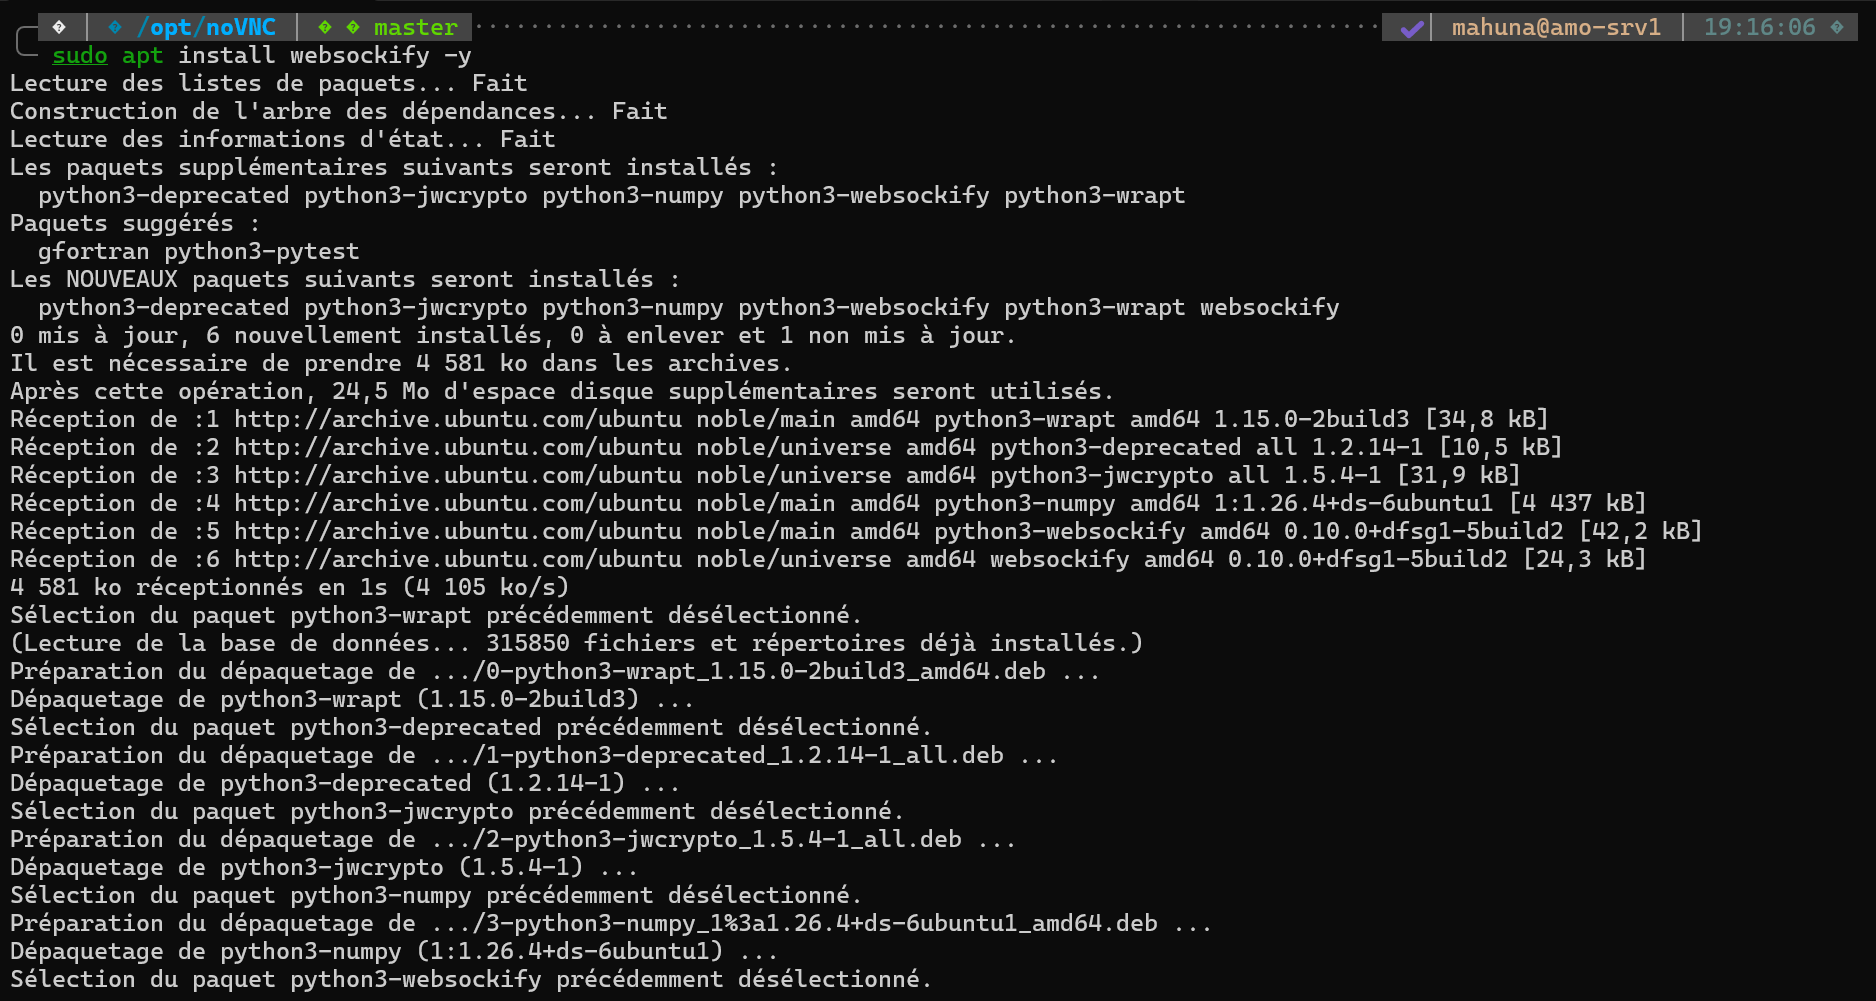 /opt/noVNC master mahuna@amo-srv1 19:16:06
sudo apt install websockify -y
Lecture des listes de paquets... Fait
Construction de l'arbre des dépendances... Fait
Lecture des informations d'état... Fait
Les paquets supplémentaires suivants seront installés :
python3-deprecated python3-jwcrypto python3-numpy python3-websockify python3-wrapt
Paquets suggérés :
gfortran python3-pytest
Les NOUVEAUX paquets suivants seront installés :
python3-deprecated python3-jwcrypto python3-numpy python3-websockify python3-wrapt websockify
0 mis à jour, 6 nouvellement installés, 0 à enlever et 1 non mis à jour.
Il est nécessaire de prendre 4 581 ko dans les archives.
Après cette opération, 24,5 Mo d'espace disque supplémentaires seront utilisés.
Réception de :1 http://archive.ubuntu.com/ubuntu noble/main amd64 python3-wrapt amd64 1.15.0-2build3 [34,8 kB]
Réception de :2 http://archive.ubuntu.com/ubuntu noble/universe amd64 python3-deprecated all 1.2.14-1 [10,5 kB]
Réception de :3 http://archive.ubuntu.com/ubuntu noble/universe amd64 python3-jwcrypto all 1.5.4-1 [31,9 kB]
Réception de :4 http://archive.ubuntu.com/ubuntu noble/main amd64 python3-numpy amd64 1:1.26.4+ds-6ubuntu1 [4 437 kB]
Réception de :5 http://archive.ubuntu.com/ubuntu noble/main amd64 python3-websockify amd64 0.10.0+dfsg1-5build2 [42,2 kB]
Réception de :6 http://archive.ubuntu.com/ubuntu noble/universe amd64 websockify amd64 0.10.0+dfsg1-5build2 [24,3 kB]
4 581 ko réceptionnés en 1s (4 105 ko/s)
Sélection du paquet python3-wrapt précédemment désélectionné.
(Lecture de la base de données... 315850 fichiers et répertoires déjà installés.)
Préparation du dépaquetage de .../0-python3-wrapt_1.15.0-2build3_amd64.deb ...
Dépaquetage de python3-wrapt (1.15.0-2build3) ...
Sélection du paquet python3-deprecated précédemment désélectionné.
Préparation du dépaquetage de .../1-python3-deprecated_1.2.14-1_all.deb ...
Dépaquetage de python3-deprecated (1.2.14-1) ...
Sélection du paquet python3-jwcrypto précédemment désélectionné.
Préparation du dépaquetage de .../2-python3-jwcrypto_1.5.4-1_all.deb ...
Dépaquetage de python3-jwcrypto (1.5.4-1) ...
Sélection du paquet python3-numpy précédemment désélectionné.
Préparation du dépaquetage de .../3-python3-numpy_1%3a1.26.4+ds-6ubuntu1_amd64.deb ...
Dépaquetage de python3-numpy (1:1.26.4+ds-6ubuntu1) ...
Sélection du paquet python3-websockify précédemment désélectionné.